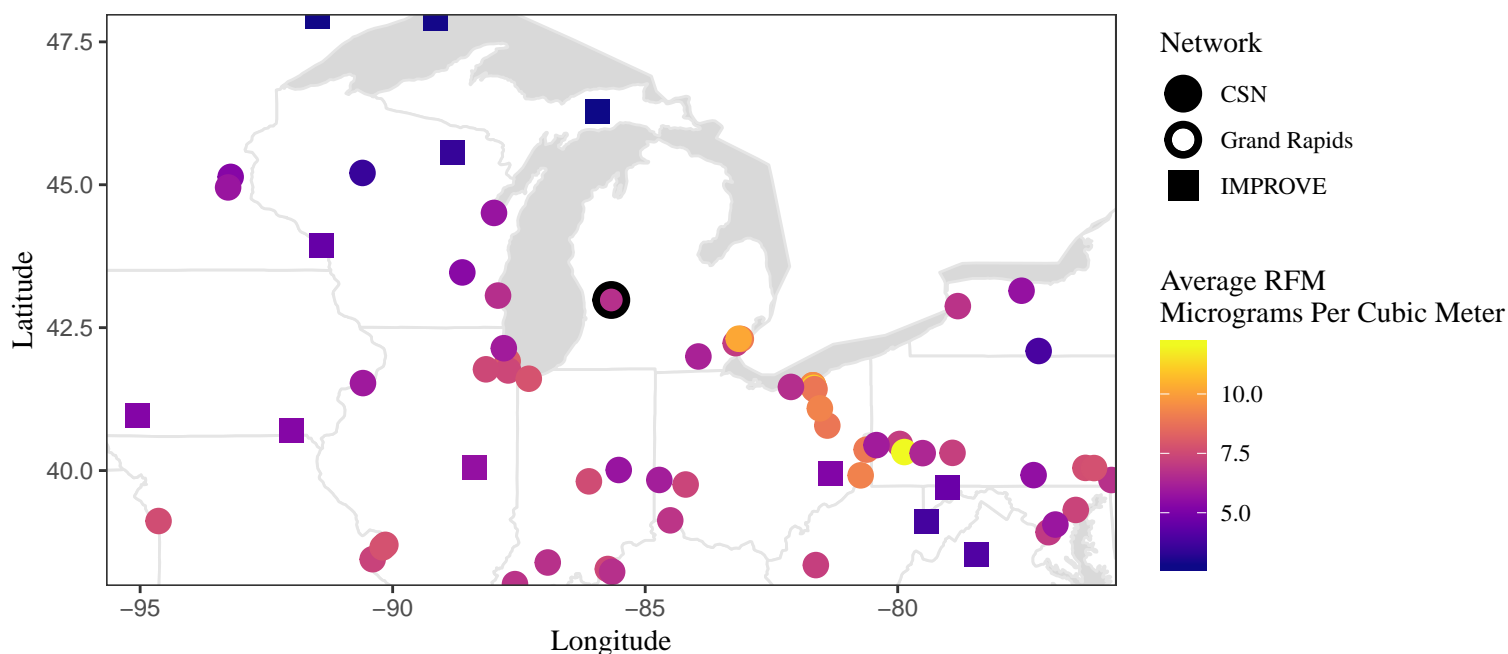 47.5
45.0
42.5
40.0
Latitude
−95
−90
−85
−80
Longitude
Network
CSN
Grand Rapids
IMPROVE
Average RFM
Micrograms Per Cubic Meter
10.0
7.5
5.0